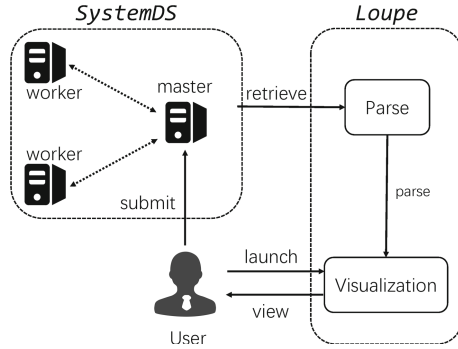 SystemDS
Loupe
worker
master
retrieve
Parse
worker
submit
parse
launch
Visualization
view
User